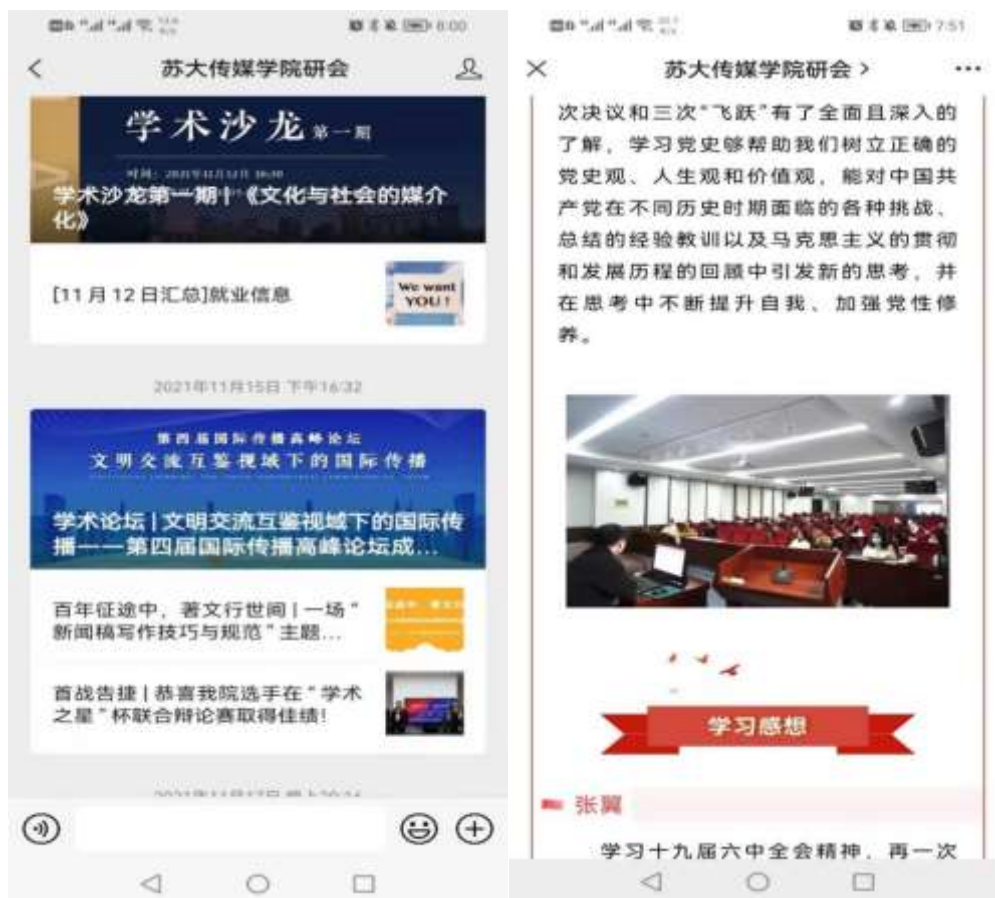 8:00
苏大传媒学院研会
学术沙龙 第一期
学术沙龙第一期 | 《文化与社会的媒介
化》
[11月12日汇总]就业信息
We want
YOU !
2021年11月15日 下午16:32
第四届国际传播高峰论坛
文明交流互鉴视域下的国际传播
学术论坛 | 文明交流互鉴视域下的国际传
播——第四届国际传播高峰论坛成...
百年征途中，著文行世间 | 一场“
新闻稿写作技巧与规范”主题...
首战告捷 | 恭喜我院选手在“学术
之星”杯联合辩论赛取得佳绩!
7:51
苏大传媒学院研会 >
次决议和三次“飞跃”有了全面且深入的
了解，学习党史够帮助我们树立正确的
党史观、人生观和价值观，能对中国共
产党在不同历史时期面临的各种挑战、
总结的经验教训以及马克思主义的贯彻
和发展历程的回顾中引发新的思考，并
在思考中不断提升自我、加强党性修
养。
学习感想
张翼
学习十九届六中全会精神，再一次